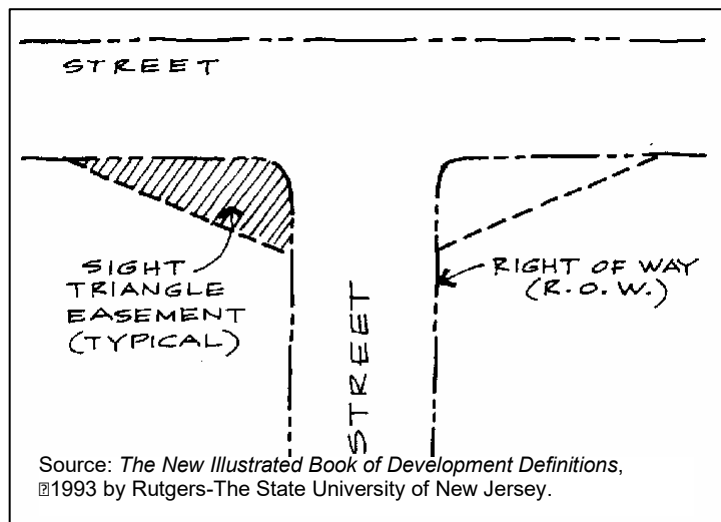 STREET
SIGHT
TRIANGLE
EASEMENT
(TYPICAL)
RIGHT OF WAY
(R.O.W.)
STREET
Source: The New Illustrated Book of Development Definitions,
�1993 by Rutgers-The State University of New Jersey.